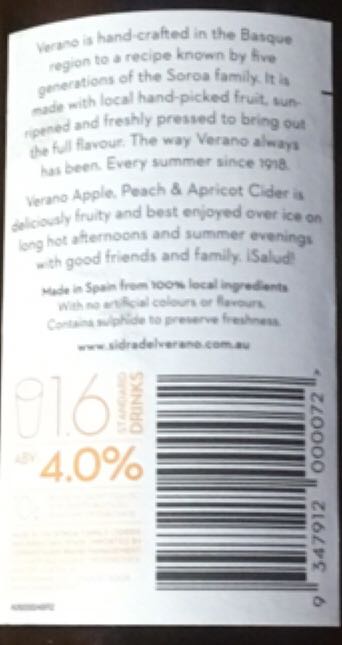 Verano is hand-crafted in the Basque
region to a recipe known by five
generations of the Soroa family. It is
made with local hand-picked fruit, sun-
ripened and freshly pressed to bring out
the full flavour. The way Verano always
has been. Every summer since 1918.
Verano Apple, Peach & Apricot Cider is
deliciously fruity and best enjoyed over ice on
long hot afternoons and summer evenings
with good friends and family. ¡Salud!
Made in Spain from 100% local ingredients
With no artificial colours or flavours.
Contains sulphide to preserve freshness.
www.sidradelverano.com.au
1.6 STANDARD DRINKS
ABV 4.0%
9 347912 000072 >